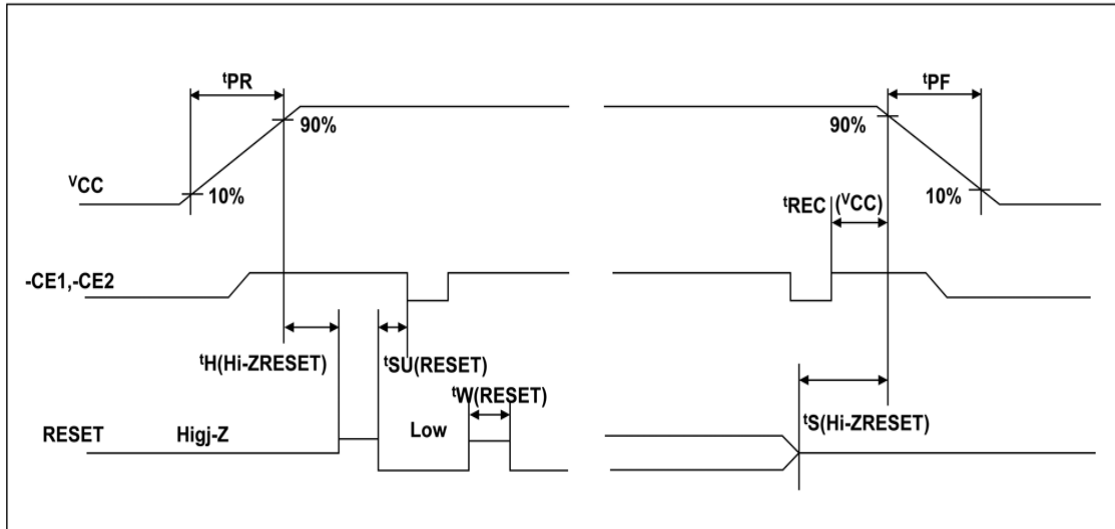 tPR
tPF
90%
90%
VCC
10%
tREC (VCC)
10%
-CE1,-CE2
tH(Hi-ZRESET)
tSU(RESET)
tW(RESET)
tS(Hi-ZRESET)
RESET
Higj-Z
Low